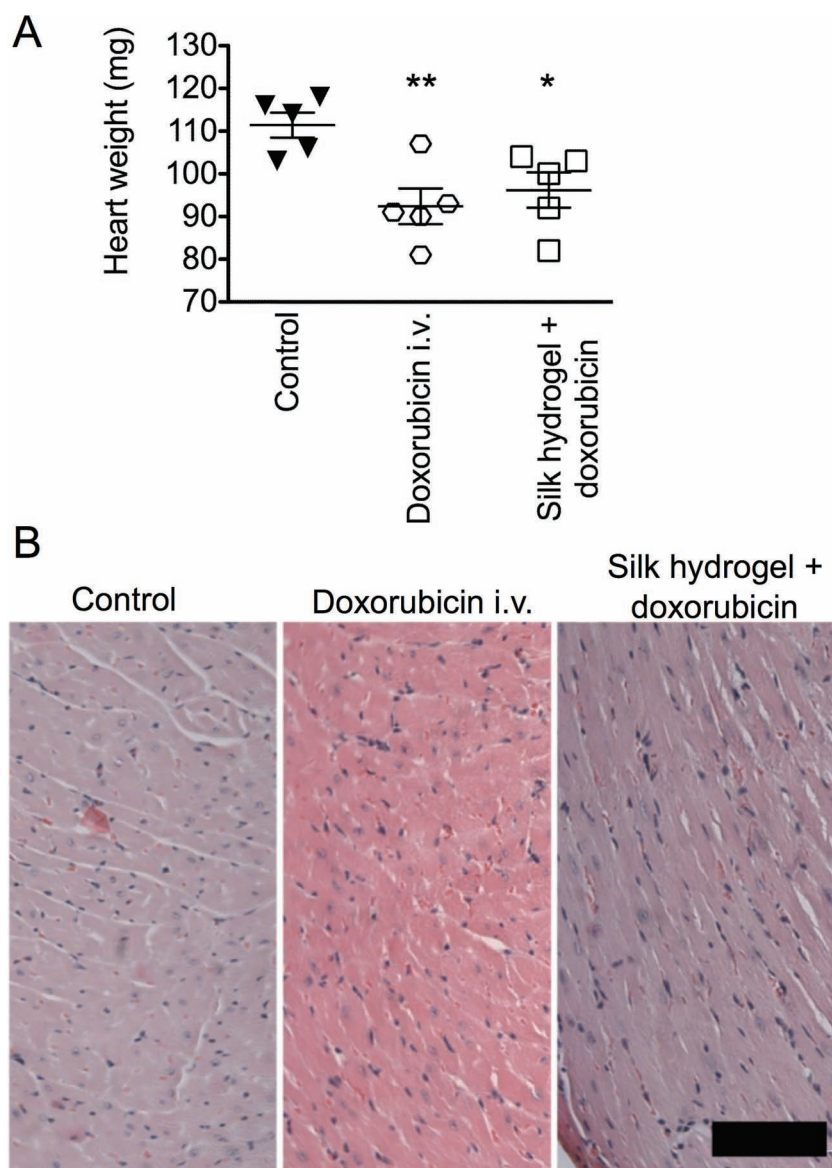 A
Heart weight (mg)
130
120
110
100
90
80
70
**
*
Control
Doxorubicin i.v.
Silk hydrogel +
doxorubicin
B
Control
Doxorubicin i.v.
Silk hydrogel +
doxorubicin